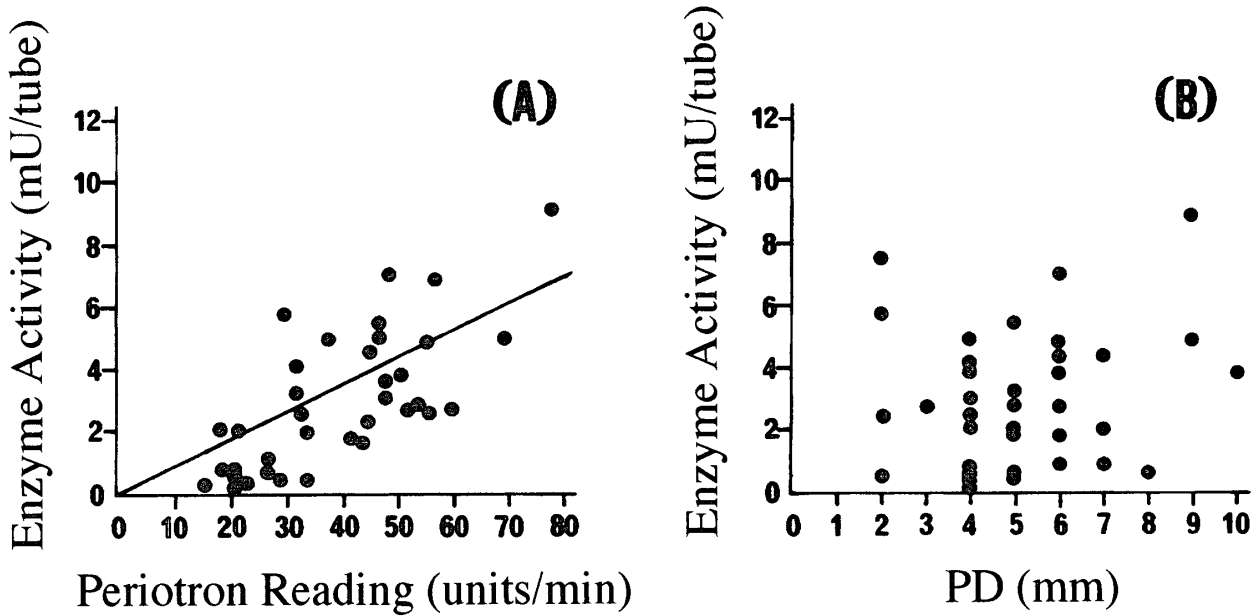 (A)
Enzyme Activity (mU/tube)
12
10
8
6
4
2
0
0 10 20 30 40 50 60 70 80
Periotron Reading (units/min)
(B)
Enzyme Activity (mU/tube)
12
10
8
6
4
2
0
0 1 2 3 4 5 6 7 8 9 10
PD (mm)